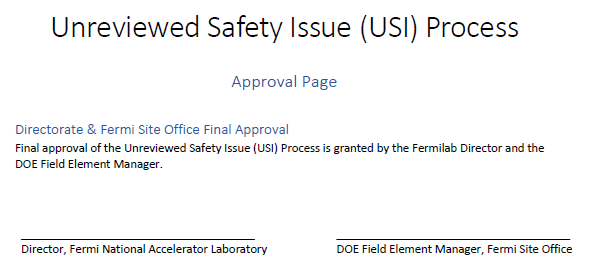 Unreviewed Safety Issue (USI) Process
Approval Page
Directorate & Fermi Site Office Final Approval
Final approval of the Unreviewed Safety Issue (USI) Process is granted by the Fermilab Director and the
DOE Field Element Manager.
Director, Fermi National Accelerator Laboratory
DOE Field Element Manager, Fermi Site Office